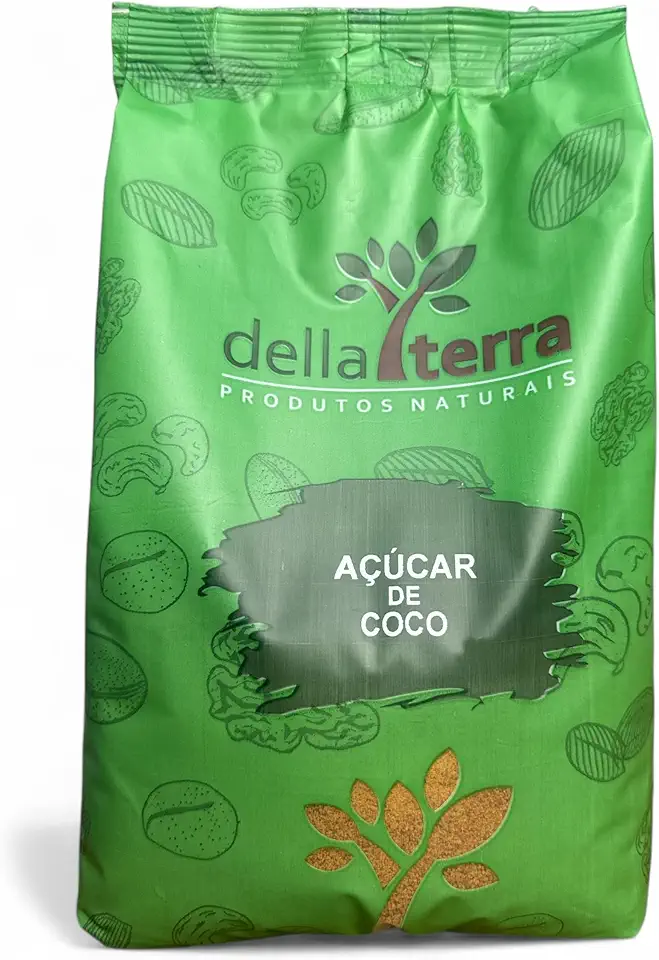 della terra
PRODUTOS NATURAIS
AÇÚCAR
DE
COCO